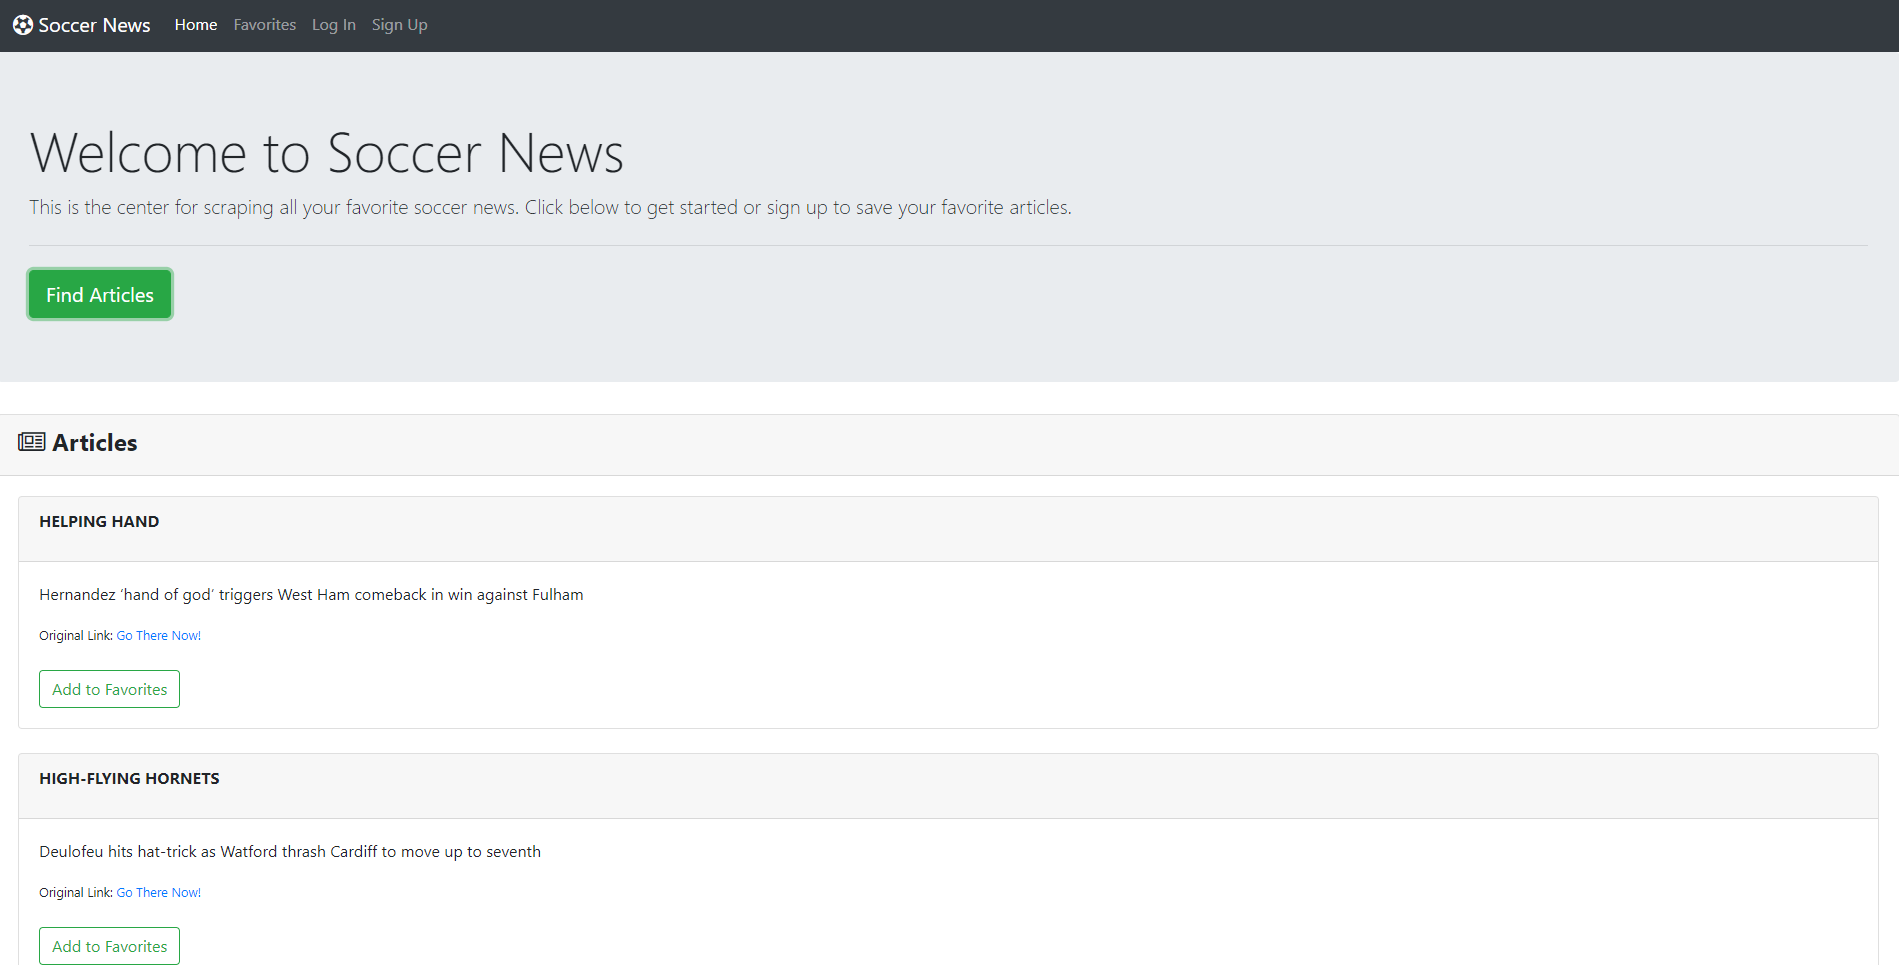 Soccer News Home Favorites Log In Sign Up
Welcome to Soccer News
This is the center for scraping all your favorite soccer news. Click below to get started or sign up to save your favorite articles.
Find Articles
Articles
HELPING HAND
Hernandez ‘hand of god’ triggers West Ham comeback in win against Fulham
Original Link: Go There Now!
Add to Favorites
HIGH-FLYING HORNETS
Deulofeu hits hat-trick as Watford thrash Cardiff to move up to seventh
Original Link: Go There Now!
Add to Favorites